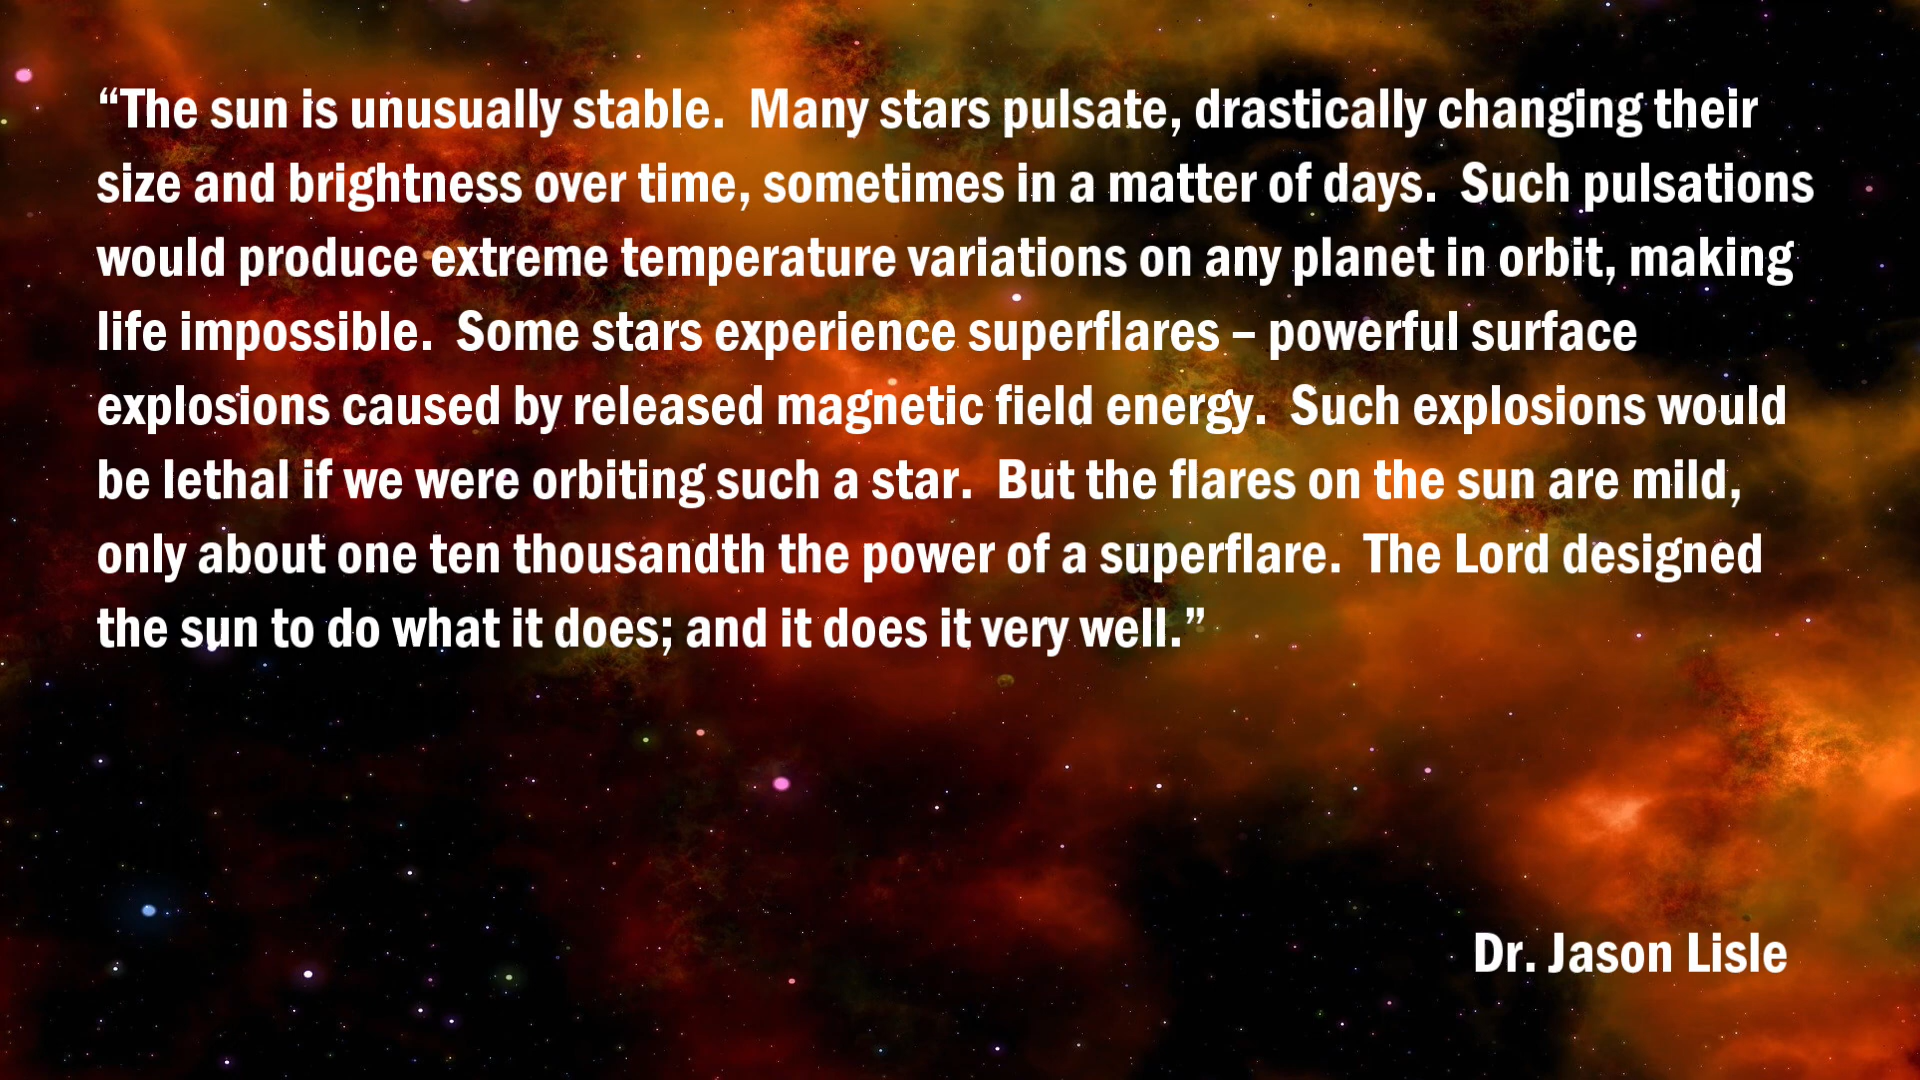 “The sun is unusually stable.  Many stars pulsate, drastically changing their
size and brightness over time, sometimes in a matter of days.  Such pulsations
would produce extreme temperature variations on any planet in orbit, making
life impossible.  Some stars experience superflares – powerful surface
explosions caused by released magnetic field energy.  Such explosions would
be lethal if we were orbiting such a star.  But the flares on the sun are mild,
only about one ten thousandth the power of a superflare.  The Lord designed
the sun to do what it does; and it does it very well.”
Dr. Jason Lisle